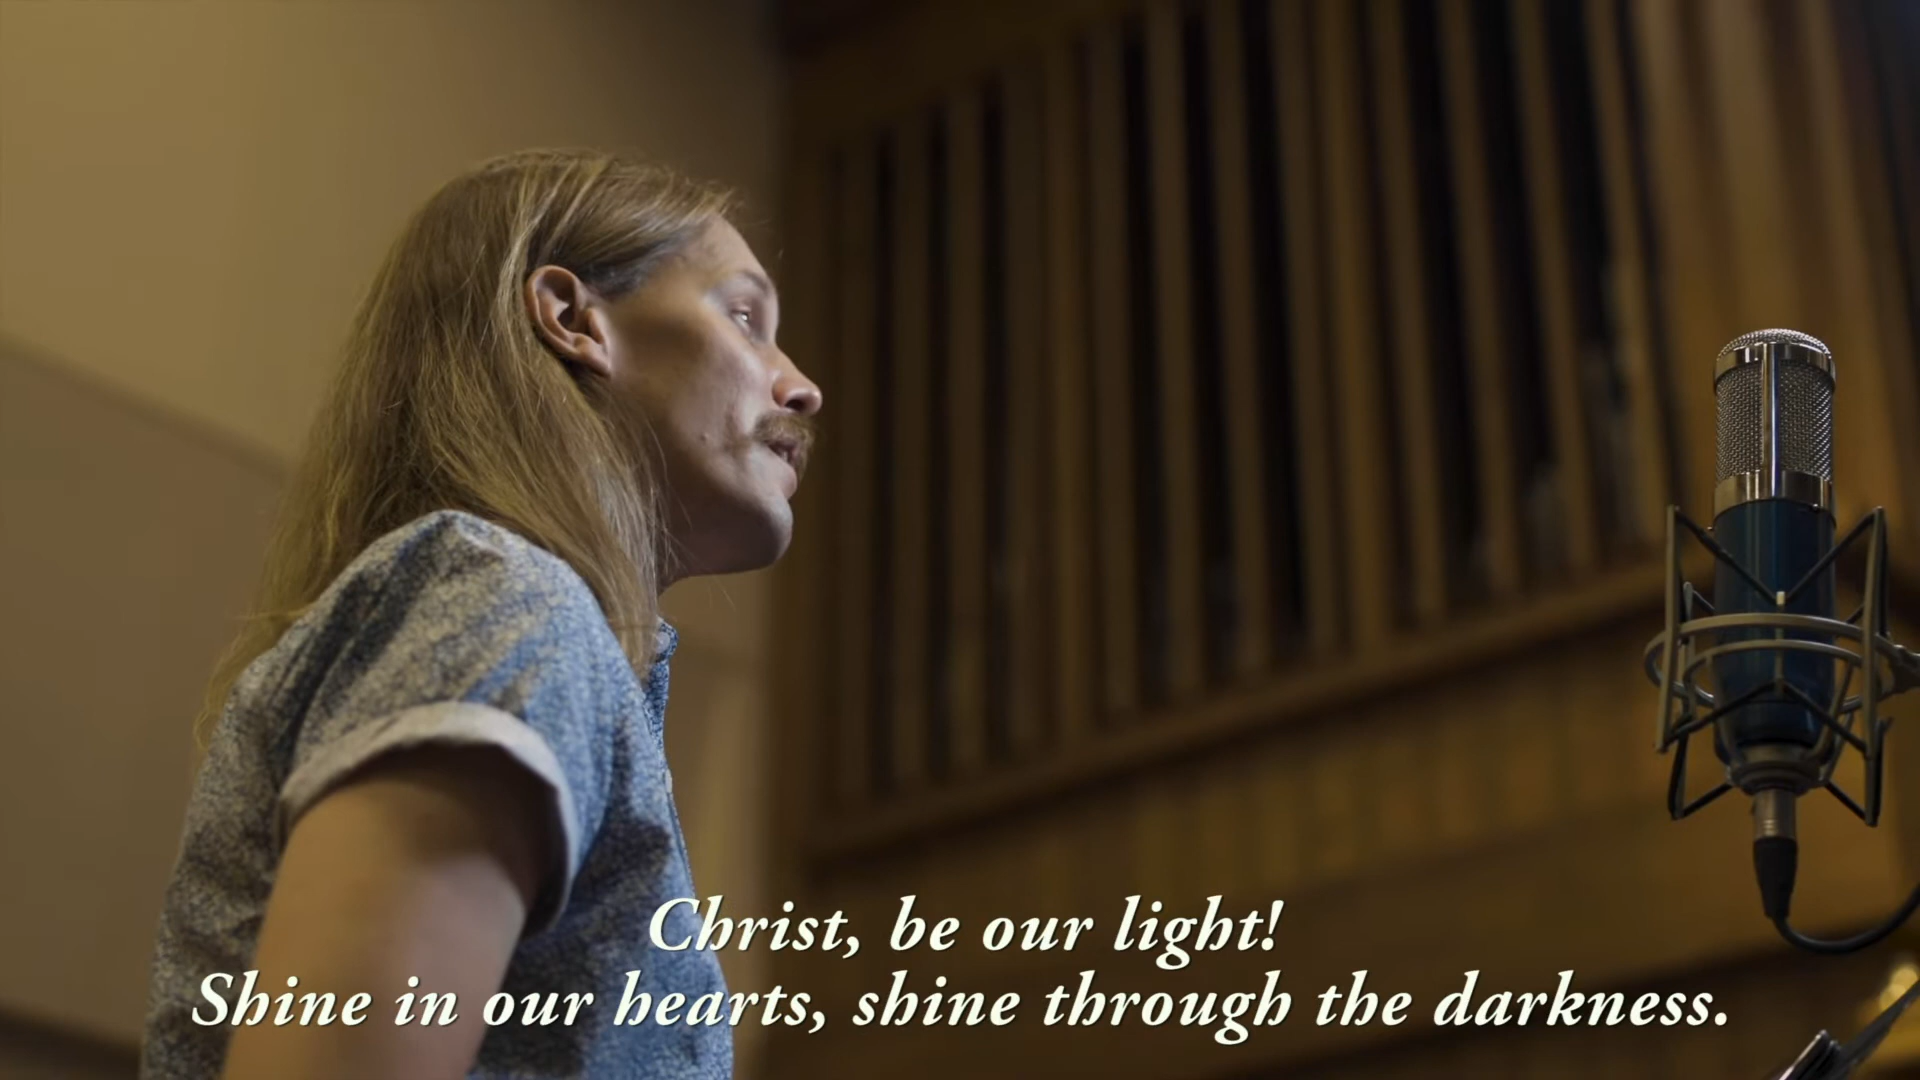 Christ, be our light!
Shine in our hearts, shine through the darkness.